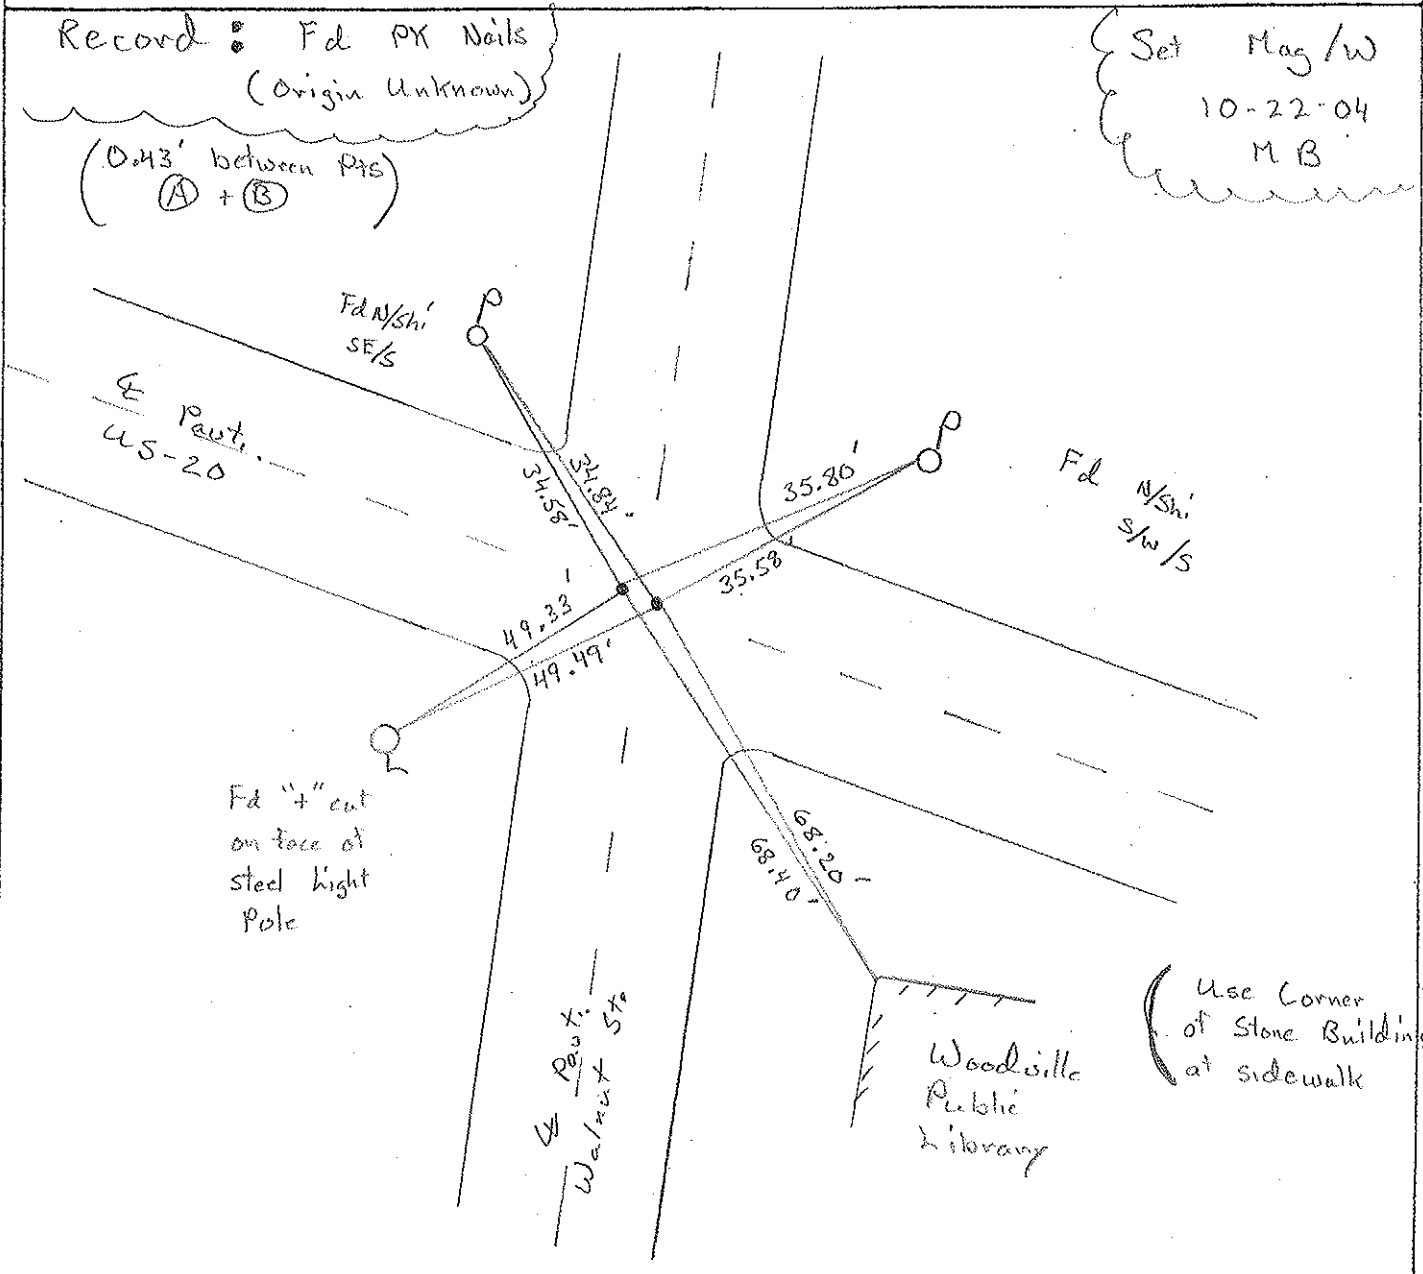 Record : Fd PK Nails
(Origin Unknown)
Set Mag/W
10-22-04
MB
(0.43' between Pts
(A) + (B))
Fd N/Shi
SE/S
℄ Pavt.
US-20
34.58'
34.84'
35.80'
35.58'
Fd N/Shi
S/W/S
49.33'
49.49'
Fd "+" cut
on face of
steel Light
Pole
68.20'
68.40'
℄ Pavt.
Walnut St.
Woodville
Public
Library
(Use Corner
of Stone Building
at sidewalk